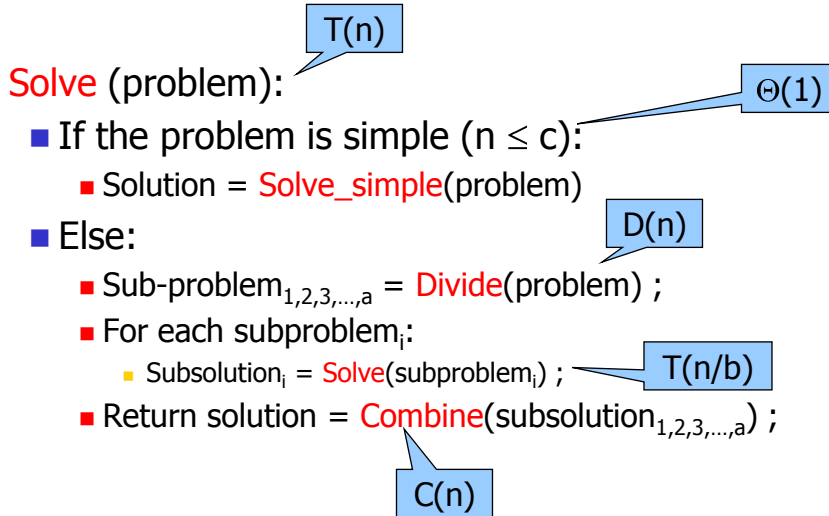 T(n)
Solve (problem):
Θ(1)
If the problem is simple (n ≤ c):
Solution = Solve_simple(problem)
Else:
D(n)
Sub-problem1,2,3,…,a = Divide(problem) ;
For each subproblemi:
Subsolutioni = Solve(subproblemi) ;
T(n/b)
Return solution = Combine(subsolution1,2,3,…,a) ;
C(n)